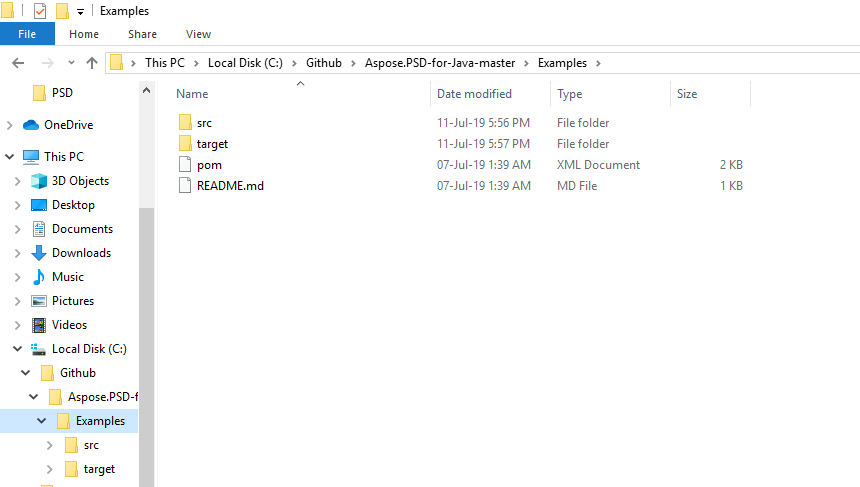 Examples
File Home Share View
This PC Local Disk (C:) Github Aspose.PSD-for-Java-master Examples
Name Date modified Type Size
src 11-Jul-19 5:56 PM File folder
target 11-Jul-19 5:57 PM File folder
pom 07-Jul-19 1:39 AM XML Document 2 KB
README.md 07-Jul-19 1:39 AM MD File 1 KB
PSD
OneDrive
This PC
3D Objects
Desktop
Documents
Downloads
Music
Pictures
Videos
Local Disk (C:)
Github
Aspose.PSD-f
Examples
src
target